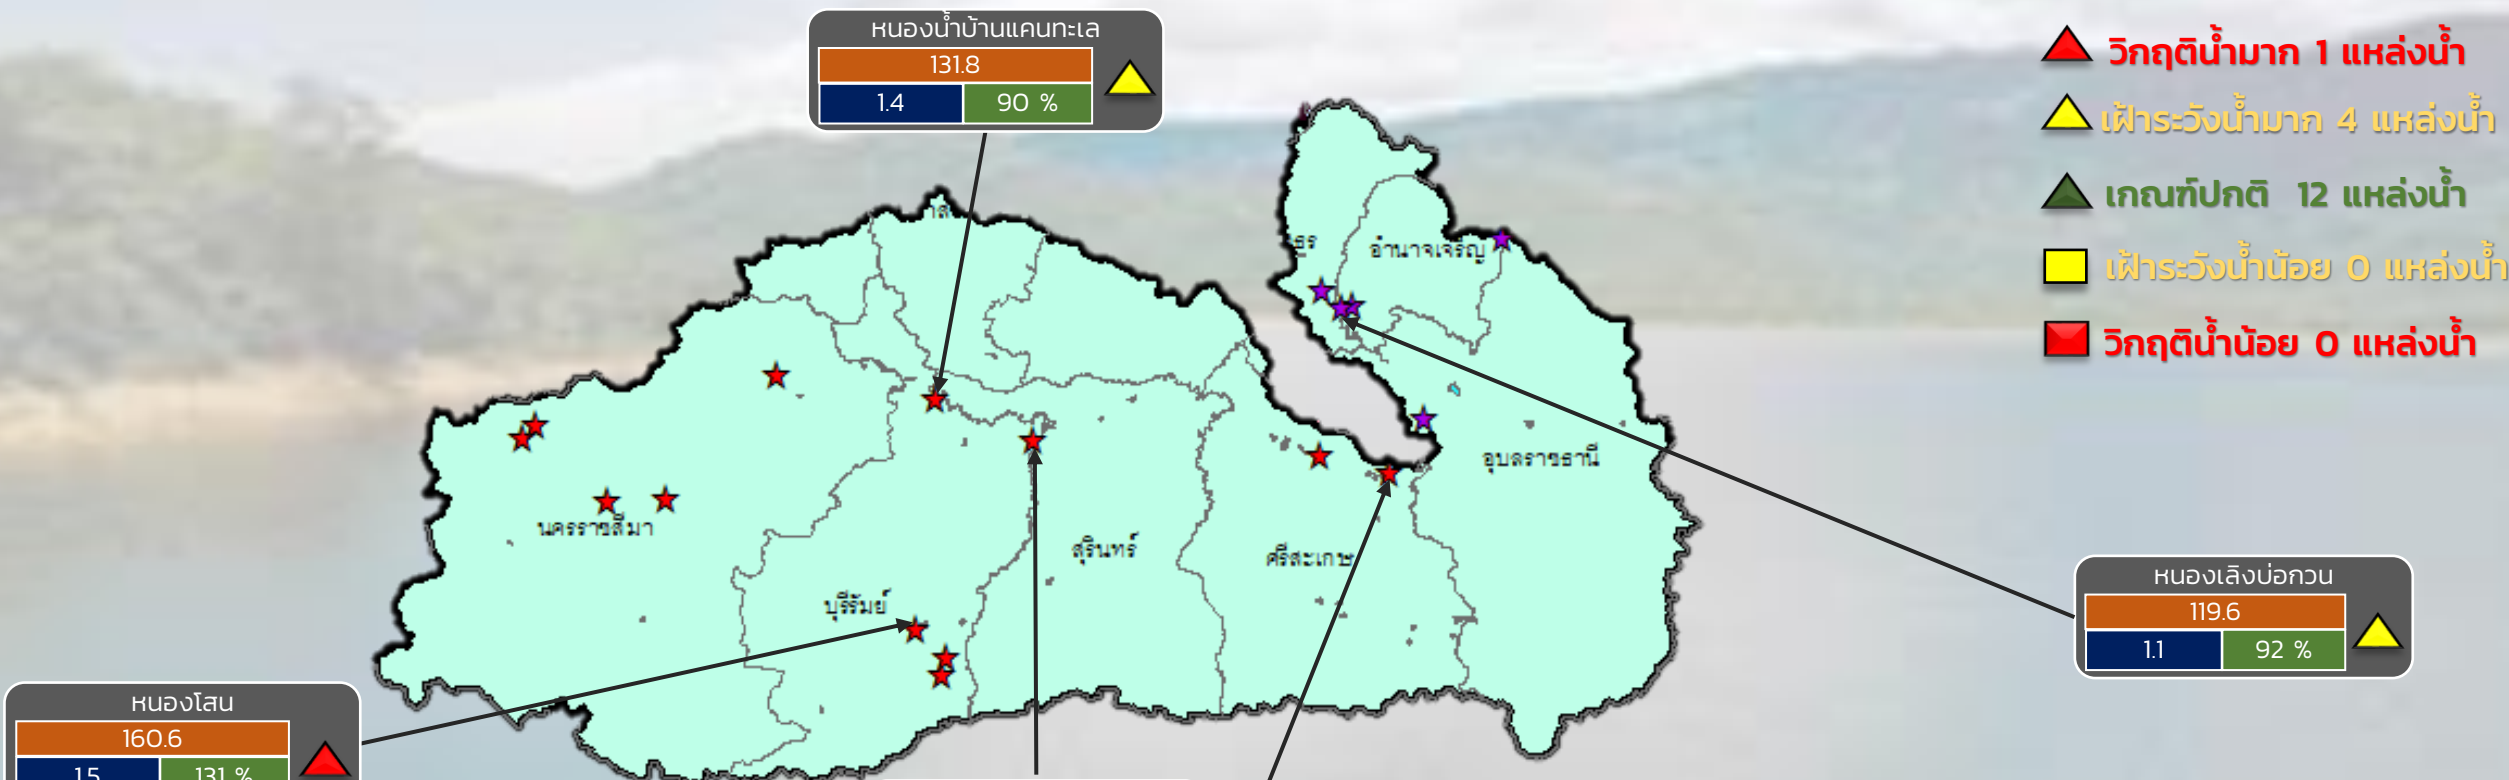 หนองน้ำบ้านแคนทะเล
131.8
1.4 90 %
วิกฤติน้ำมาก 1 แหล่งน้ำ
เฝ้าระวังน้ำมาก 4 แหล่งน้ำ
เกณฑ์ปกติ 12 แหล่งน้ำ
เฝ้าระวังน้ำน้อย 0 แหล่งน้ำ
วิกฤติน้ำน้อย 0 แหล่งน้ำ
อำนาจเจริญ
อุบลราชธานี
นครราชสีมา
สุรินทร์
ศรีสะเกษ
บุรีรัมย์
หนองเลิงบ่อกวน
119.6
1.1 92 %
หนองโสน
160.6
1.5 131 %